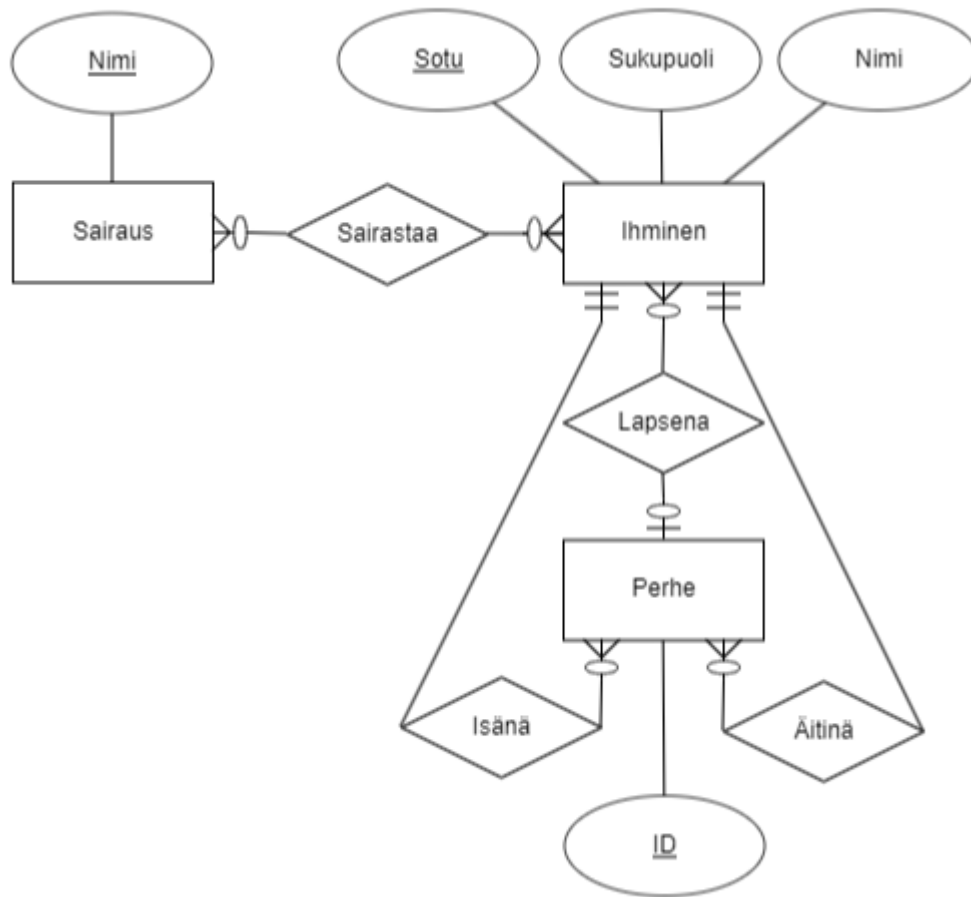 Nimi
Sotu
Sukupuoli
Nimi
Sairaus
Sairastaa
Ihminen
Lapsena
Perhe
Isänä
Äitinä
ID